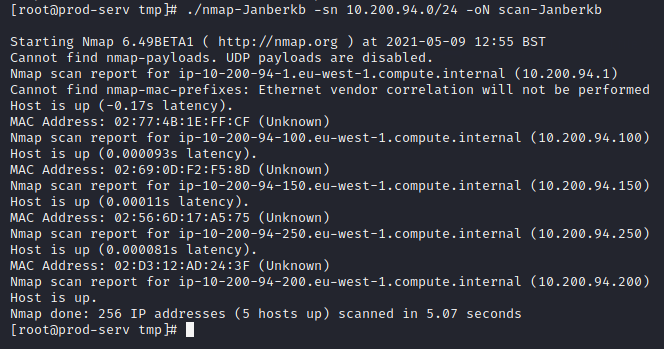 [root@prod-serv tmp]# ./nmap-Janberkb -sn 10.200.94.0/24 -oN scan-Janberkb
Starting Nmap 6.49BETA1 ( http://nmap.org ) at 2021-05-09 12:55 BST
Cannot find nmap-payloads. UDP payloads are disabled.
Nmap scan report for ip-10-200-94-1.eu-west-1.compute.internal (10.200.94.1)
Cannot find nmap-mac-prefixes: Ethernet vendor correlation will not be performed
Host is up (-0.17s latency).
MAC Address: 02:77:4B:1E:FF:CF (Unknown)
Nmap scan report for ip-10-200-94-100.eu-west-1.compute.internal (10.200.94.100)
Host is up (0.000093s latency).
MAC Address: 02:69:0D:F2:F5:8D (Unknown)
Nmap scan report for ip-10-200-94-150.eu-west-1.compute.internal (10.200.94.150)
Host is up (0.00011s latency).
MAC Address: 02:56:6D:17:A5:75 (Unknown)
Nmap scan report for ip-10-200-94-250.eu-west-1.compute.internal (10.200.94.250)
Host is up (0.000081s latency).
MAC Address: 02:D3:12:AD:24:3F (Unknown)
Nmap scan report for ip-10-200-94-200.eu-west-1.compute.internal (10.200.94.200)
Host is up.
Nmap done: 256 IP addresses (5 hosts up) scanned in 5.07 seconds
[root@prod-serv tmp]#